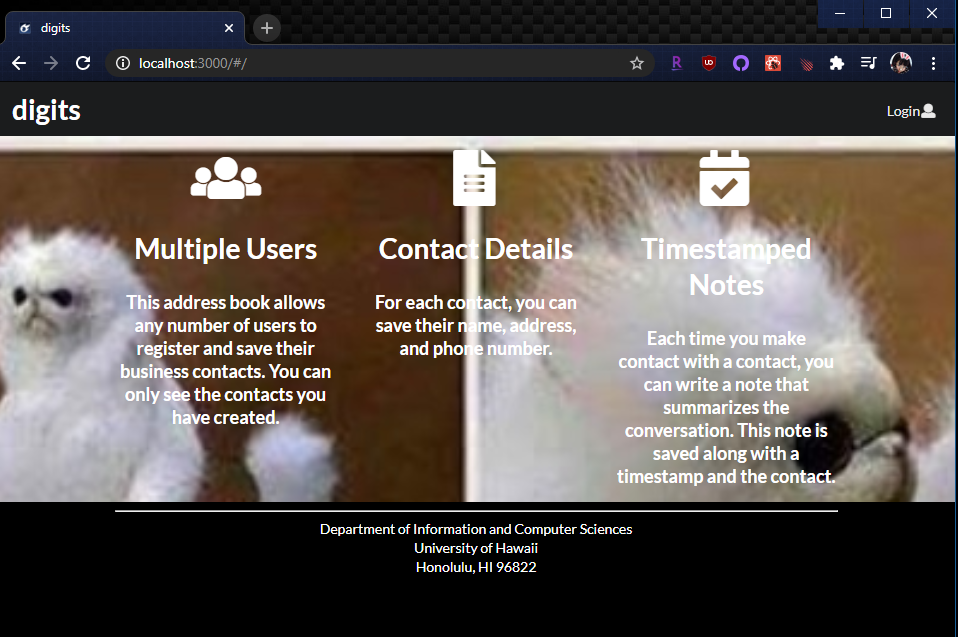 digits
localhost:3000/#/
digits
Login
Multiple Users
This address book allows
any number of users to
register and save their
business contacts. You can
only see the contacts you
have created.
Contact Details
For each contact, you can
save their name, address,
and phone number.
Timestamped
Notes
Each time you make
contact with a contact, you
can write a note that
summarizes the
conversation. This note is
saved along with a
timestamp and the contact.
Department of Information and Computer Sciences
University of Hawaii
Honolulu, HI 96822